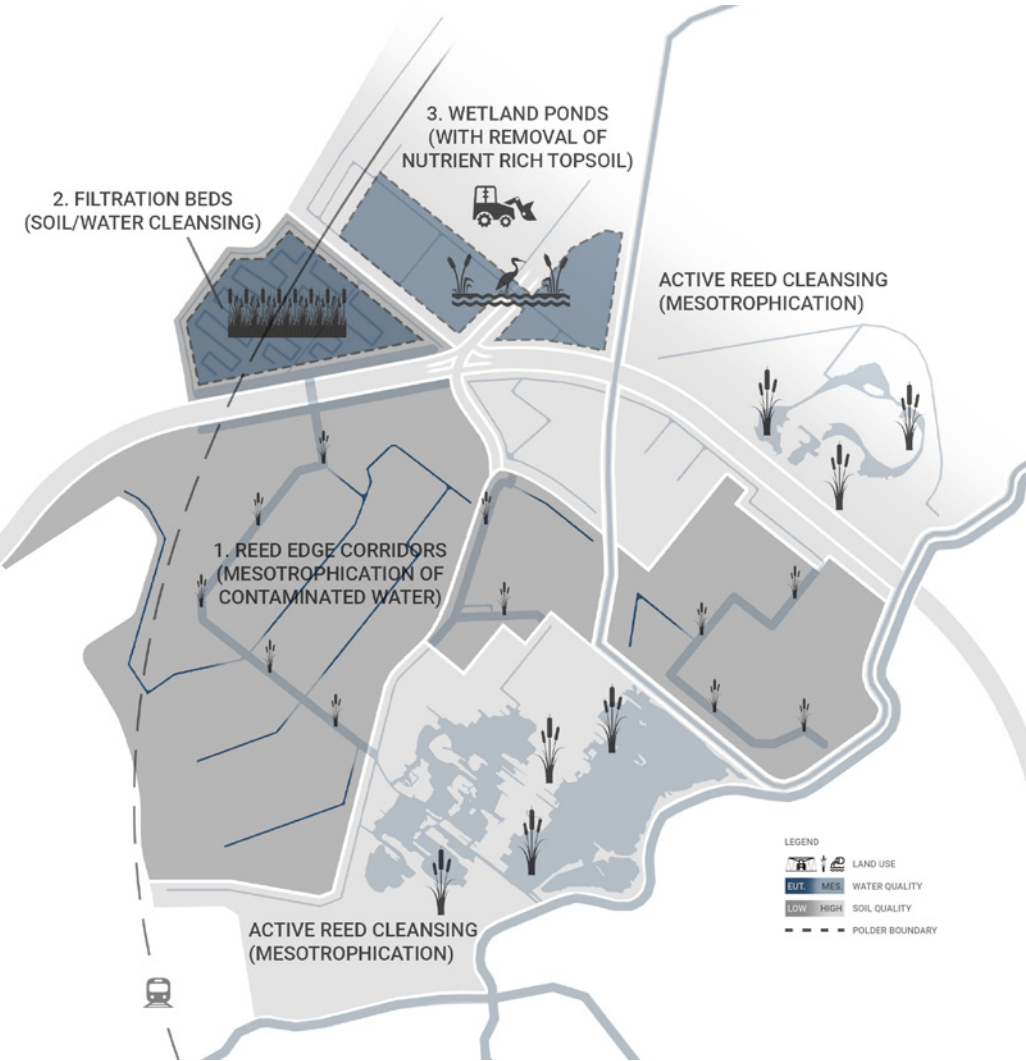 3. WETLAND PONDS
(WITH REMOVAL OF
NUTRIENT RICH TOPSOIL)
2. FILTRATION BEDS
(SOIL/WATER CLEANSING)
ACTIVE REED CLEANSING
(MESOTROPHICATION)
1. REED EDGE CORRIDORS
(MESOTROPHICATION OF
CONTAMINATED WATER)
ACTIVE REED CLEANSING
(MESOTROPHICATION)
LEGEND
LAND USE
EUT. MES. WATER QUALITY
LOW HIGH SOIL QUALITY
POLDER BOUNDARY